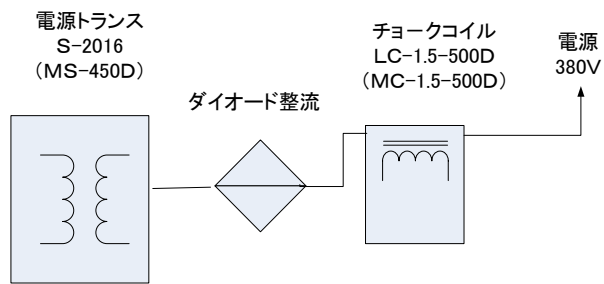 電源トランス
S-2016
（MS-450D）
ダイオード整流
チョークコイル
LC-1.5-500D
（MC-1.5-500D）
電源
380V